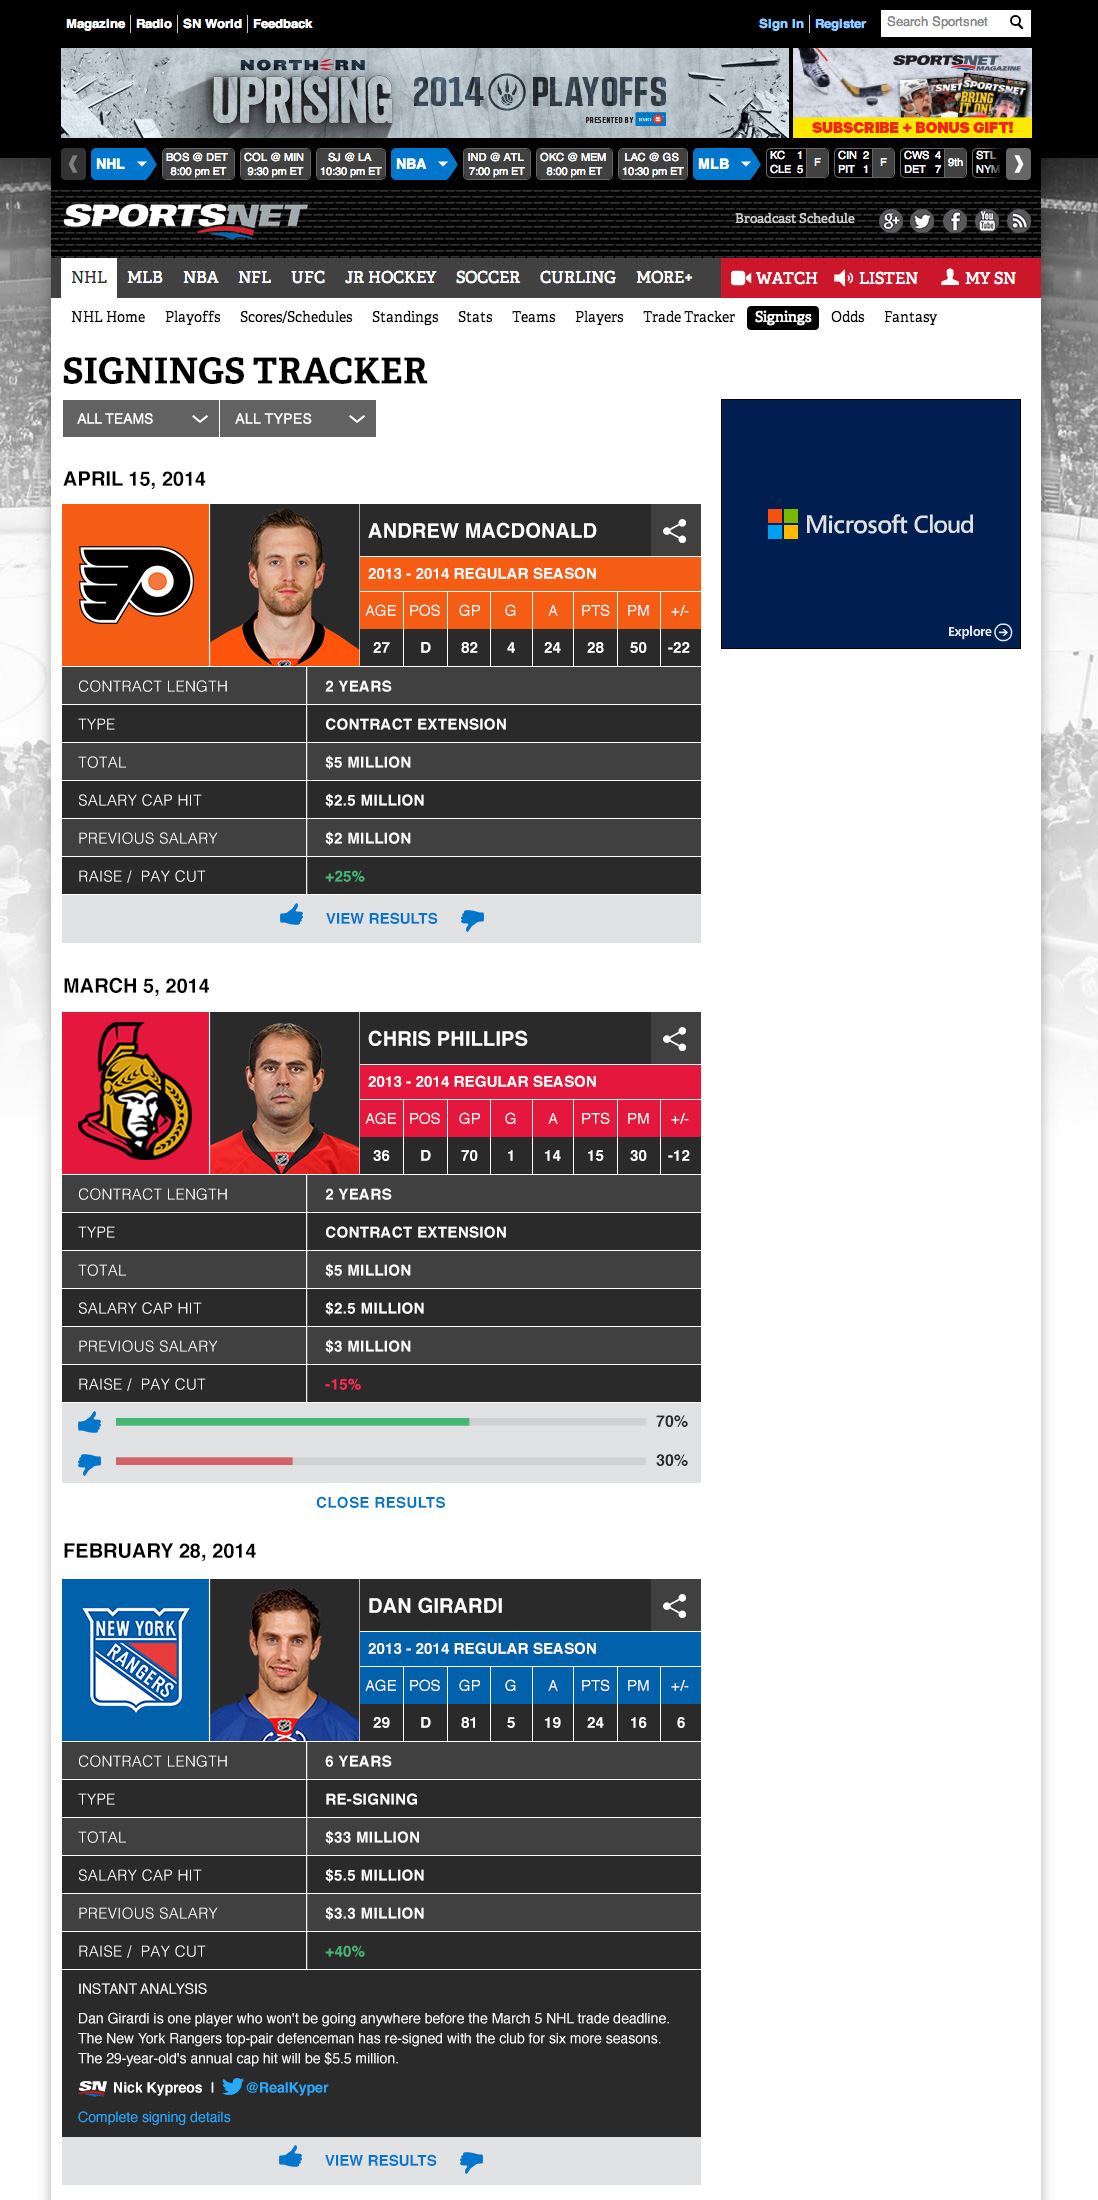 Magazine Radio SN World Feedback
Sign In Register Search Sportsnet
NORTHERN
UPRISING 2014 PLAYOFFS
PRESENTED BY
SPORTSNET
MAGAZINE
SPORTSNET
BRING
IT ON!
SUBSCRIBE + BONUS GIFT!
NHL BOS @ DET COL @ MIN SJ @ LA NBA IND @ ATL OKC @ MEM LAC @ GS MLB KC 1 F CIN 2 F CWS 4 9th STL
8:00 pm ET 9:30 pm ET 10:30 pm ET 7:00 pm ET 8:00 pm ET 10:30 pm ET CLE 5 PIT 1 DET 7 NYM
SPORTSNET
Broadcast Schedule
g+ f You Tube
NHL MLB NBA NFL UFC JR HOCKEY SOCCER CURLING MORE+ WATCH LISTEN MY SN
NHL Home Playoffs Scores/Schedules Standings Stats Teams Players Trade Tracker Signings Odds Fantasy
SIGNINGS TRACKER
ALL TEAMS ALL TYPES
Microsoft Cloud
Explore
APRIL 15, 2014
ANDREW MACDONALD
2013 - 2014 REGULAR SEASON
AGE POS GP G A PTS PM +/-
27 D 82 4 24 28 50 -22
CONTRACT LENGTH 2 YEARS
TYPE CONTRACT EXTENSION
TOTAL $5 MILLION
SALARY CAP HIT $2.5 MILLION
PREVIOUS SALARY $2 MILLION
RAISE / PAY CUT +25%
VIEW RESULTS
MARCH 5, 2014
CHRIS PHILLIPS
2013 - 2014 REGULAR SEASON
AGE POS GP G A PTS PM +/-
36 D 70 1 14 15 30 -12
CONTRACT LENGTH 2 YEARS
TYPE CONTRACT EXTENSION
TOTAL $5 MILLION
SALARY CAP HIT $2.5 MILLION
PREVIOUS SALARY $3 MILLION
RAISE / PAY CUT -15%
70%
30%
CLOSE RESULTS
FEBRUARY 28, 2014
NEW YORK
RANGERS
DAN GIRARDI
2013 - 2014 REGULAR SEASON
AGE POS GP G A PTS PM +/-
29 D 81 5 19 24 16 6
CONTRACT LENGTH 6 YEARS
TYPE RE-SIGNING
TOTAL $33 MILLION
SALARY CAP HIT $5.5 MILLION
PREVIOUS SALARY $3.3 MILLION
RAISE / PAY CUT +40%
INSTANT ANALYSIS
Dan Girardi is one player who won't be going anywhere before the March 5 NHL trade deadline.
The New York Rangers top-pair defenceman has re-signed with the club for six more seasons.
The 29-year-old's annual cap hit will be $5.5 million.
SN Nick Kypreos | @RealKyper
Complete signing details
VIEW RESULTS